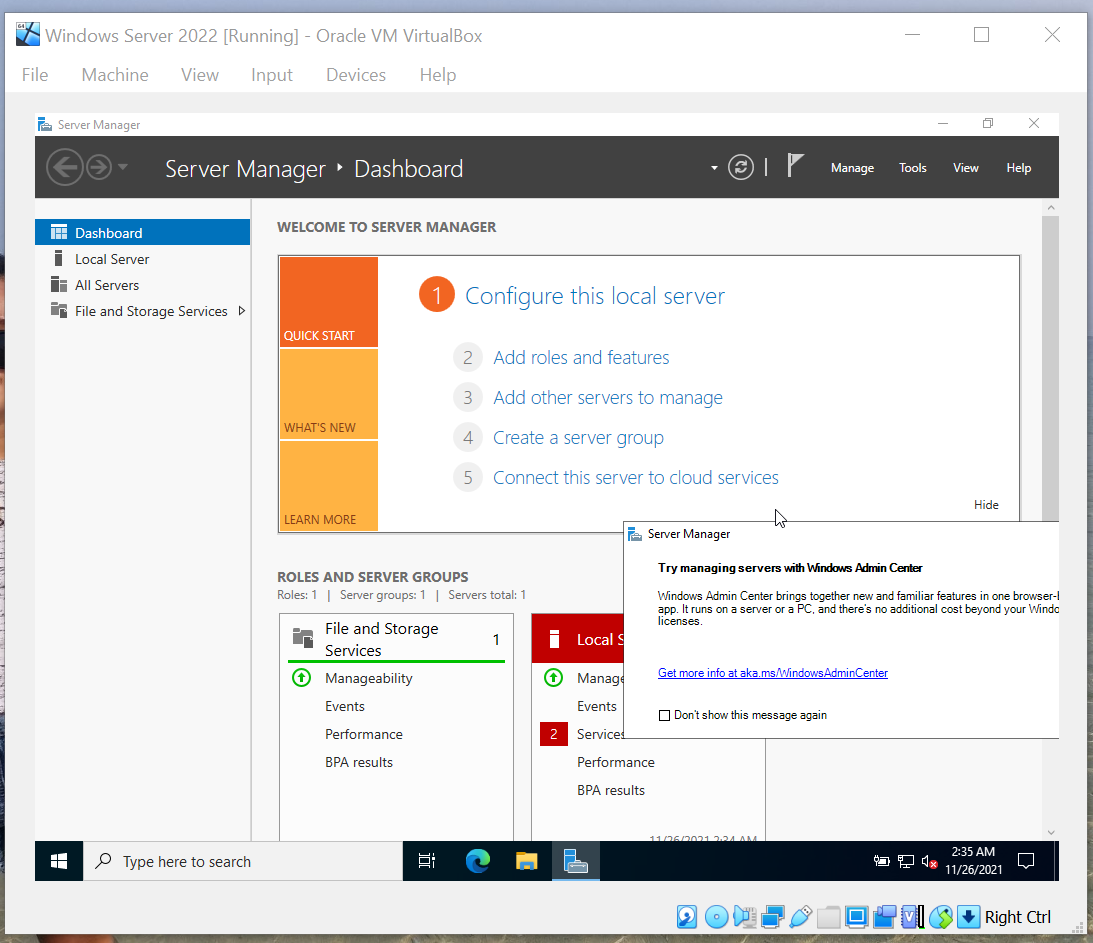 Windows Server 2022 [Running] - Oracle VM VirtualBox
File Machine View Input Devices Help
Server Manager
Server Manager ‣ Dashboard
Manage Tools View Help
Dashboard
Local Server
All Servers
File and Storage Services
WELCOME TO SERVER MANAGER
QUICK START
WHAT'S NEW
LEARN MORE
1 Configure this local server
2 Add roles and features
3 Add other servers to manage
4 Create a server group
5 Connect this server to cloud services
Hide
ROLES AND SERVER GROUPS
Roles: 1 | Server groups: 1 | Servers total: 1
File and Storage
Services
1
Manageability
Events
Performance
BPA results
Local S
Manage
Events
2 Services
Performance
BPA results
11/26/2021 2:34 AM
Server Manager
Try managing servers with Windows Admin Center
Windows Admin Center brings together new and familiar features in one browser-
app. It runs on a server or a PC, and there's no additional cost beyond your Windo
licenses.
Get more info at aka.ms/WindowsAdminCenter
Don't show this message again
Type here to search
2:35 AM
11/26/2021
Right Ctrl